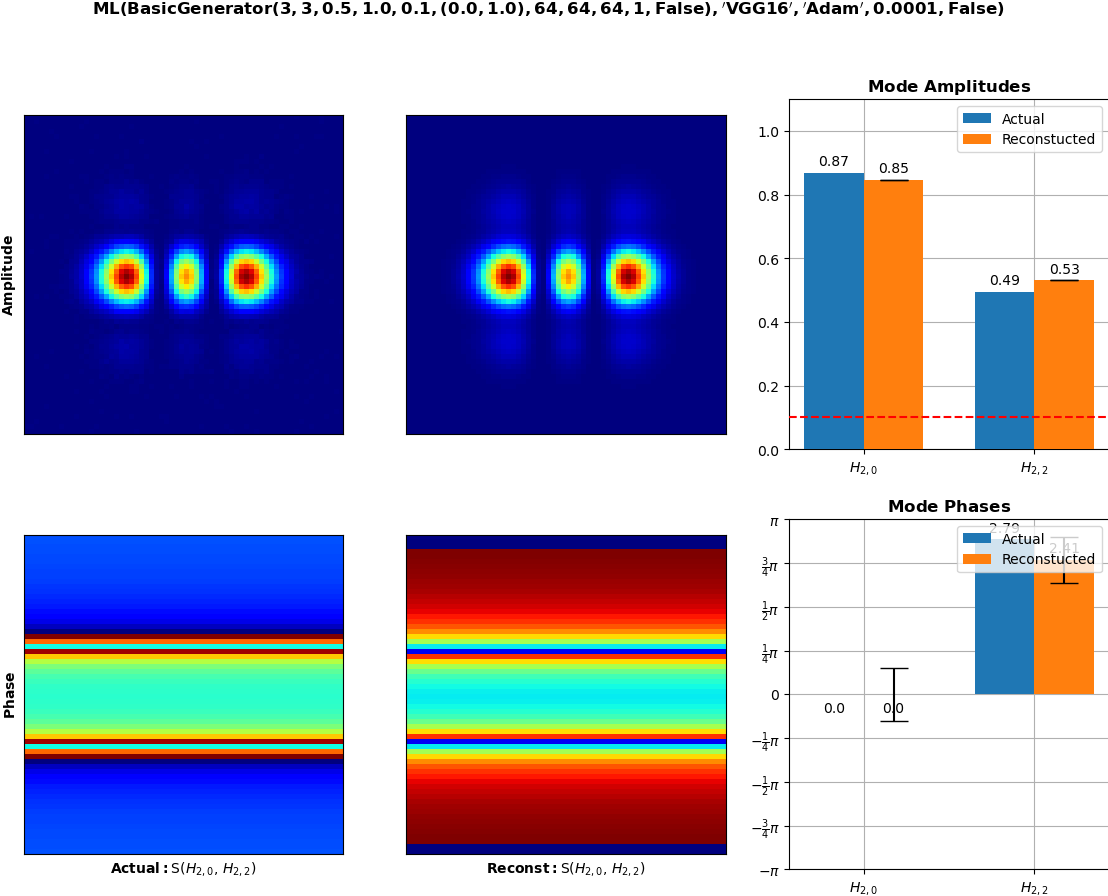 ML(BasicGenerator(3, 3, 0.5, 1.0, 0.1, (0.0, 1.0), 64, 64, 64, 1, False), ′VGG16′, ′Adam′, 0.0001, False)
Amplitude
Mode Amplitudes
Actual
Reconstucted
1.0
0.8
0.6
0.4
0.2
0.0
0.87
0.85
0.49
0.53
H2,0
H2,2
Phase
Actual: S(H2,0, H2,2)
Reconst: S(H2,0, H2,2)
Mode Phases
Actual
Reconstucted
π
3/4π
1/2π
1/4π
0
−1/4π
−1/2π
−3/4π
−π
0.0
0.0
2.79
2.41
H2,0
H2,2